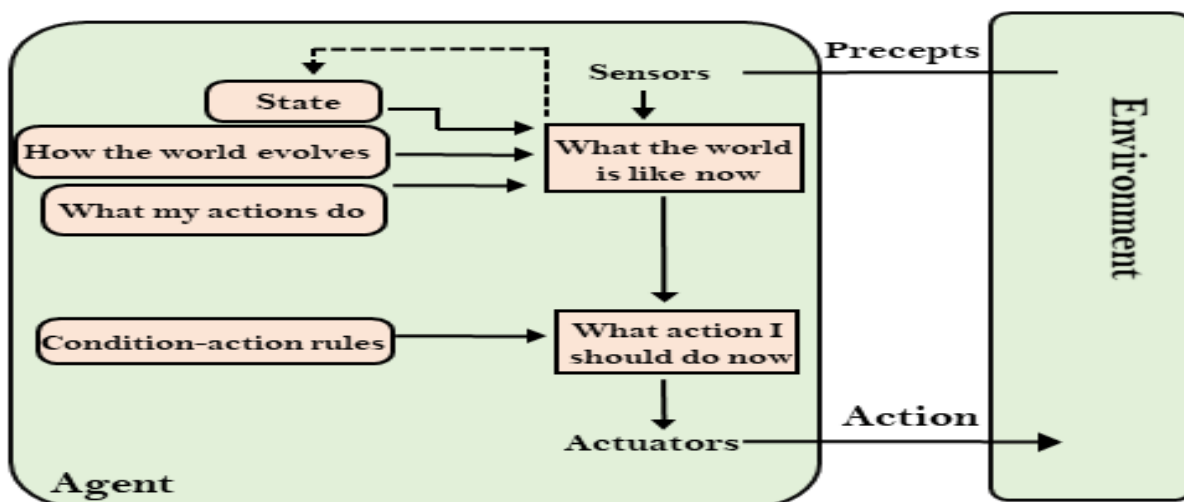 Precepts
Sensors
State
How the world evolves
What the world
is like now
What my actions do
Environment
Condition-action rules
What action I
should do now
Action
Actuators
Agent